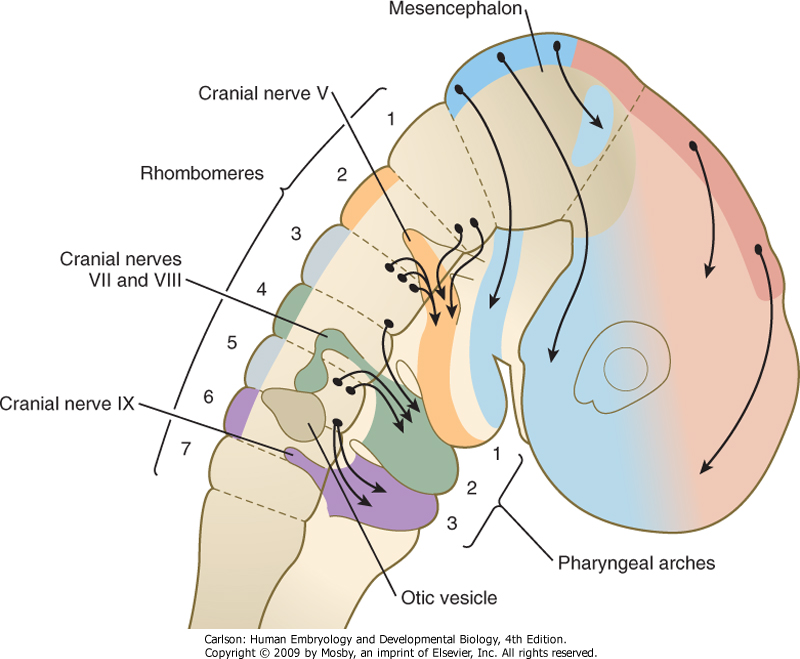 Mesencephalon
Cranial nerve V
1
Rhombomeres
2
3
Cranial nerves
VII and VIII
4
5
6
Cranial nerve IX
7
1
2
3
Pharyngeal arches
Otic vesicle
Carlson: Human Embryology and Developmental Biology, 4th Edition.
Copyright © 2009 by Mosby, an imprint of Elsevier, Inc. All rights reserved.